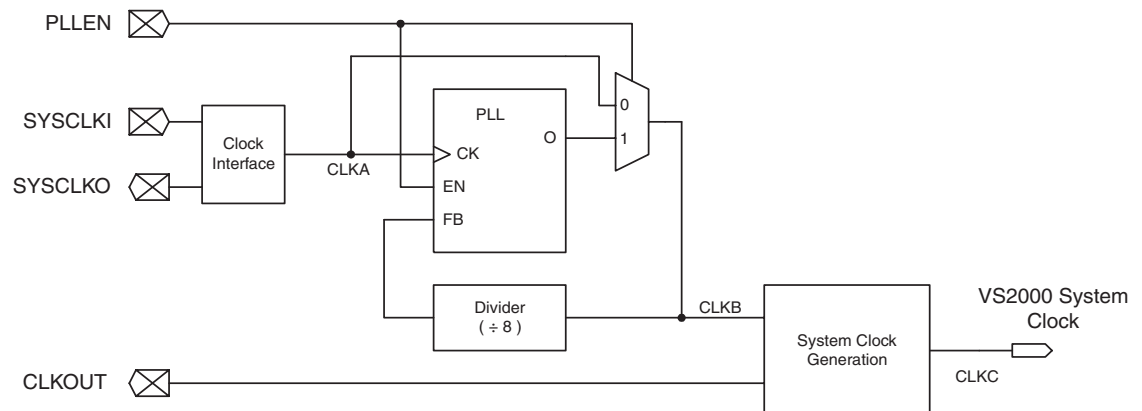 PLLEN
0
PLL
SYSCLKI
O
1
Clock
Interface
CK
CLKA
SYSCLKO
EN
FB
Divider
( ÷ 8 )
CLKB
VS2000 System
Clock
System Clock
Generation
CLKC
CLKOUT